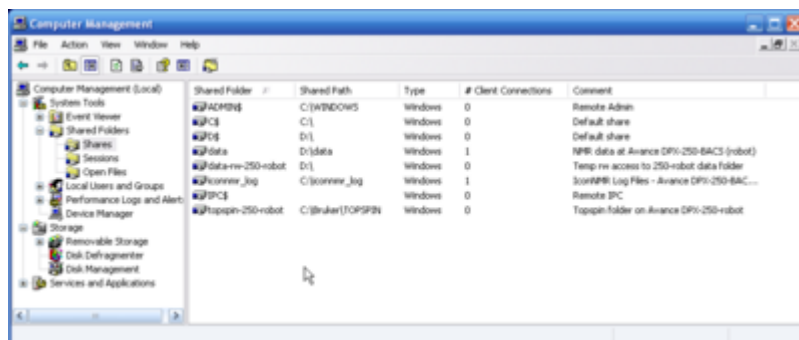 Computer Management
File Action View Window Help
Computer Management (Local)
System Tools
Event Viewer
Shared Folders
Shares
Sessions
Open Files
Local Users and Groups
Performance Logs and Alerts
Device Manager
Storage
Removable Storage
Disk Defragmenter
Disk Management
Services and Applications
Shared Folder Shared Path Type # Client Connections Comment
ADMIN$ C:\WINDOWS Windows 0 Remote Admin
C$ C:\ Windows 0 Default share
D$ D:\ Windows 0 Default share
data D:\data Windows 1 NMR data at Avance DPX-250-BACS (robot)
data-rw-250-robot D:\ Windows 0 Temp rw access to 250-robot data folder
iconnmr_log C:\iconnmr_log Windows 1 IconNMR Log Files - Avance DPX-250-BAC...
IPC$ Windows 0 Remote IPC
topspin-250-robot C:\Bruker\TOPSPIN Windows 0 Topspin folder on Avance DPX-250-robot